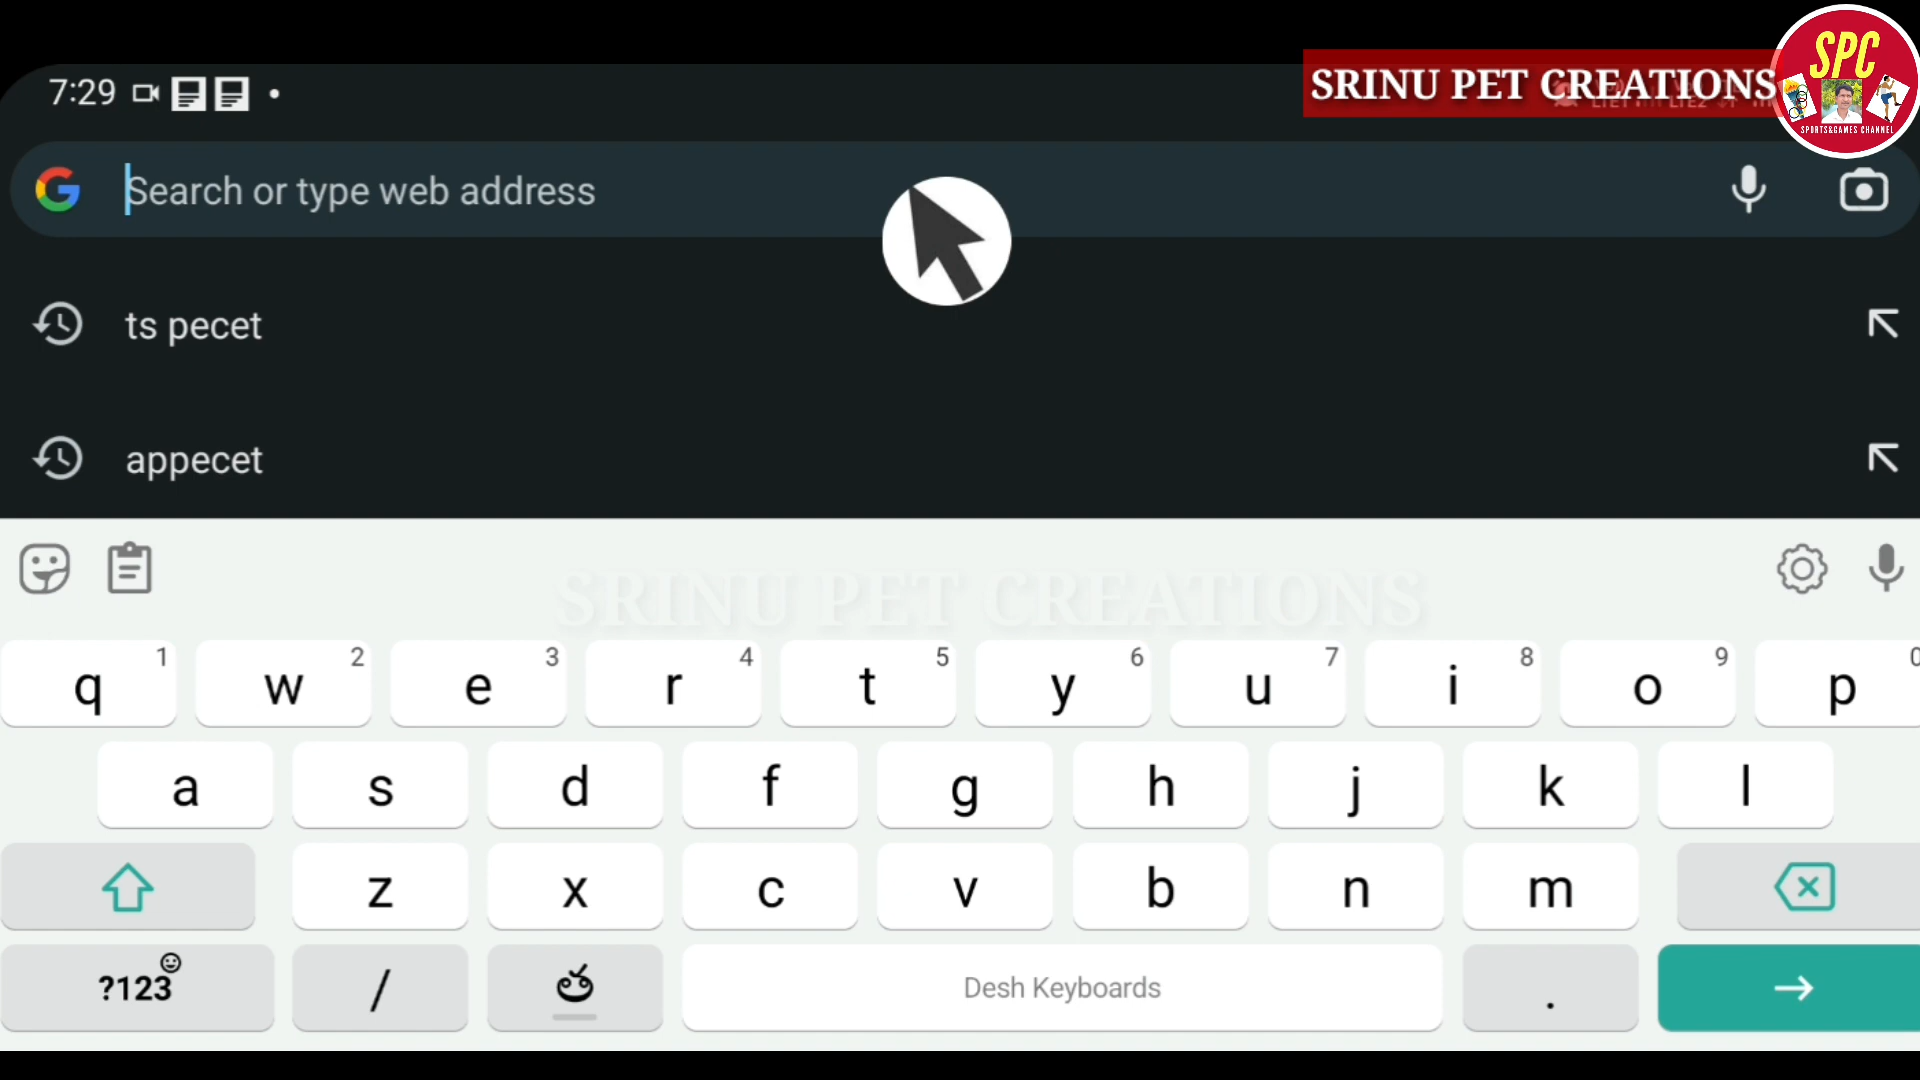 7:29
SRINU PET CREATIONS
SPC
SPORTS&GAMES CHANNEL
Search or type web address
ts pecet
appecet
SRINU PET CREATIONS
1 2 3 4 5 6 7 8 9 0
q w e r t y u i o p
a s d f g h j k l
z x c v b n m
?123 / త Desh Keyboards .